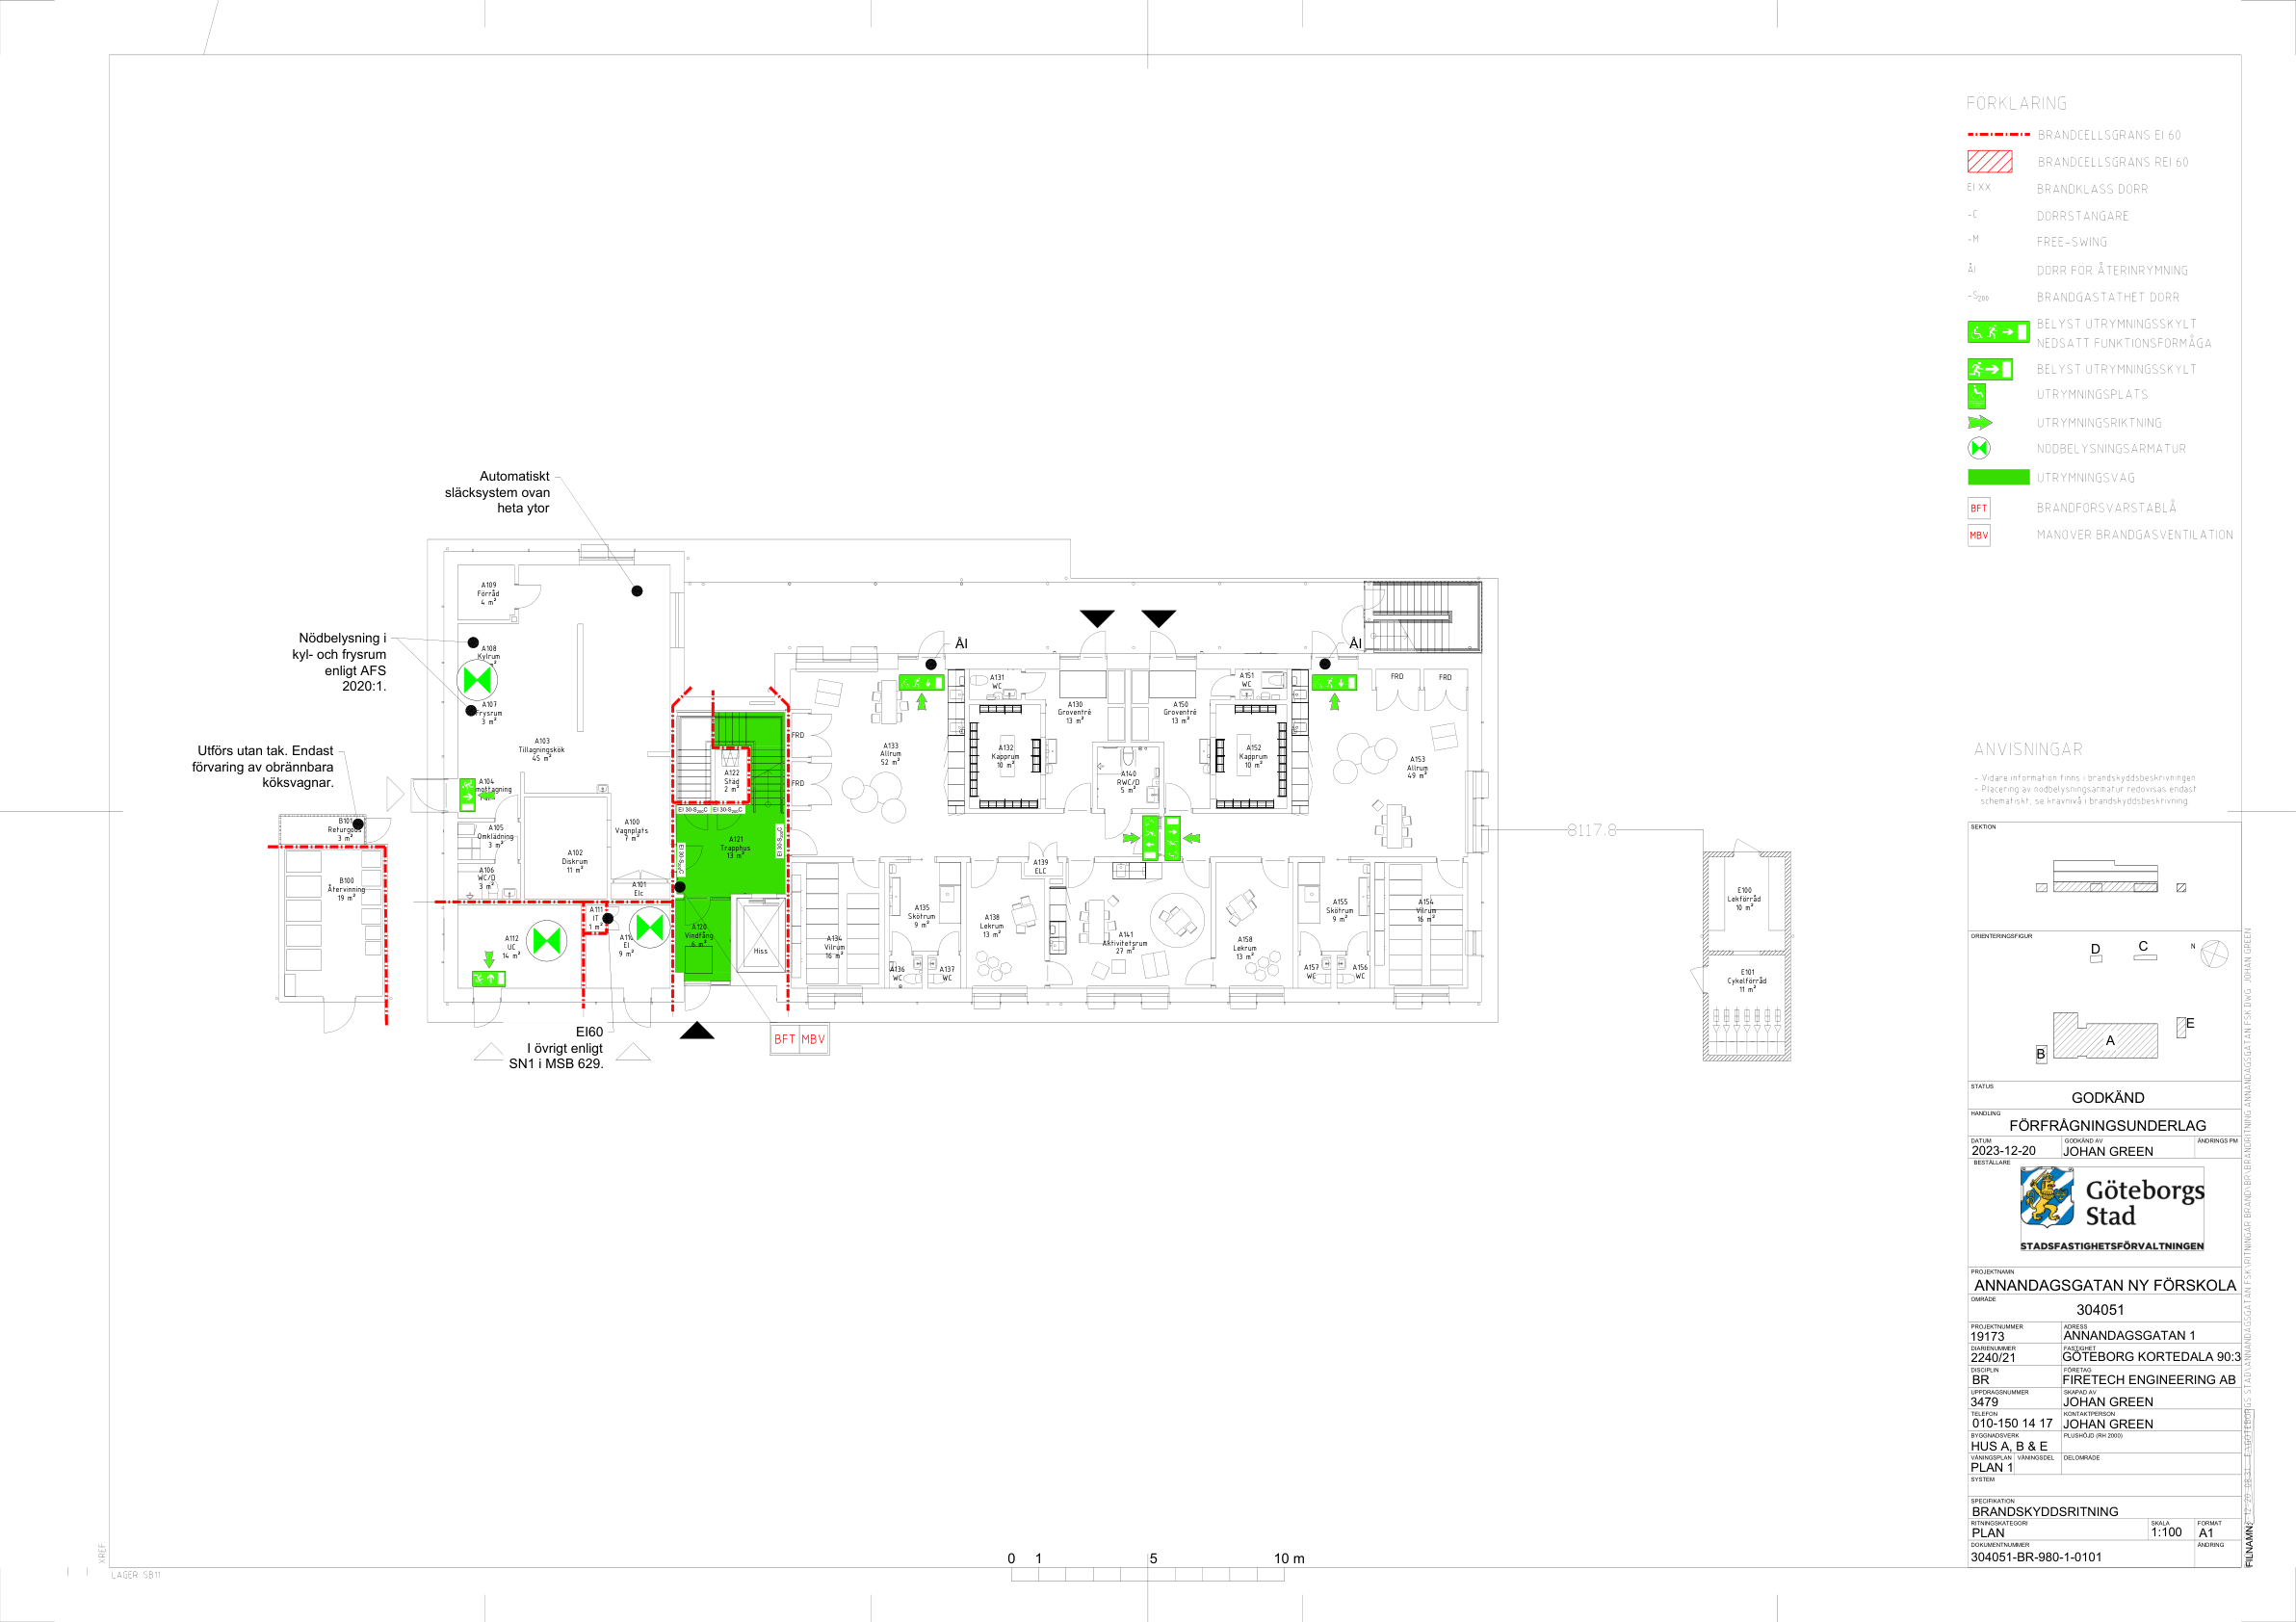 FÖRKLARING
BRANDCELLSGRÄNS EI 60
BRANDCELLSGRÄNS REI 60
EI XX BRANDKLASS DÖRR
-C DÖRRSTÄNGARE
-M FREE-SWING
ÅI DÖRR FÖR ÅTERINRYMNING
-S200 BRANDGASTÄTHET DÖRR
BELYST UTRYMNINGSSKYLT
NEDSATT FUNKTIONSFÖRMÅGA
BELYST UTRYMNINGSSKYLT
UTRYMNINGSPLATS
UTRYMNINGSRIKTNING
NÖDBELYSNINGSARMATUR
UTRYMNINGSVÄG
BFT BRANDFÖRSVARSTABLÅ
MBV MANÖVER BRANDGASVENTILATION
Automatiskt
släcksystem ovan
heta ytor
Nödbelysning i
kyl- och frysrum
enligt AFS
2020:1.
Utförs utan tak. Endast
förvaring av obrännbara
köksvagnar.
A109
Förråd
4 m²
A108
Kylrum
A107
Frysrum
3 m²
A103
Tillagningskök
45 m²
A104
mottagning
A105
Omklädning
3 m²
A106
WC/D
3 m²
A102
Diskrum
11 m²
A100
Vagnplats
7 m²
A101
Elc
A111
IT
1 m²
A112
UC
14 m²
El
9 m²
B101
Returgods
3 m²
B100
Återvinning
19 m²
A122
Städ
2 m²
EI 30-S200C EI 30-S200C
EI 30-S200C
EI 30-S200C
A121
Trapphus
13 m²
A120
Vindfång
6 m²
Hiss
EI60
I övrigt enligt
SN1 i MSB 629.
BFT MBV
FRD
FRD
A133
Allrum
52 m²
ÅI
A131
WC
A130
Groventré
13 m²
A132
Kapprum
10 m²
A150
Groventré
13 m²
A151
WC
A152
Kapprum
10 m²
A140
RWC/D
5 m²
ÅI
FRD FRD
A153
Allrum
49 m²
A134
Vilrum
16 m²
A135
Skötrum
9 m²
A136
WC
A137
WC
A138
Lekrum
13 m²
A139
ELC
A141
Aktivitetsrum
27 m²
A158
Lekrum
13 m²
A155
Skötrum
9 m²
A157
WC
A156
WC
A154
Vilrum
16 m²
8117.8
E100
Lekförråd
10 m²
E101
Cykelförråd
11 m²
ANVISNINGAR
- Vidare information finns i brandskyddsbeskrivningen
- Placering av nödbelysningsarmatur redovisas endast
schematiskt, se kravnivå i brandskyddsbeskrivning
SEKTION
ORIENTERINGSFIGUR
D C N
E
A
B
STATUS
GODKÄND
HANDLING
FÖRFRÅGNINGSUNDERLAG
DATUM GODKÄND AV ÄNDRINGS PM
2023-12-20 JOHAN GREEN
BESTÄLLARE
Göteborgs
Stad
STADSFASTIGHETSFÖRVALTNINGEN
PROJEKTNAMN
ANNANDAGSGATAN NY FÖRSKOLA
OMRÅDE
304051
PROJEKTNUMMER ADRESS
19173 ANNANDAGSGATAN 1
DIARIENUMMER FASTIGHET
2240/21 GÖTEBORG KORTEDALA 90:3
DISCIPLIN FÖRETAG
BR FIRETECH ENGINEERING AB
UPPDRAGSNUMMER SKAPAD AV
3479 JOHAN GREEN
TELEFON KONTAKTPERSON
010-150 14 17 JOHAN GREEN
BYGGNADSVERK PLUSHÖJD (RH 2000)
HUS A, B & E
VÅNINGSPLAN VÅNINGSDEL DELOMRÅDE
PLAN 1
SYSTEM
SPECIFIKATION
BRANDSKYDDSRITNING
RITNINGSKATEGORI SKALA FORMAT
PLAN 1:100 A1
DOKUMENTNUMMER ÄNDRING
304051-BR-980-1-0101
FILNAMN:
0 1 5 10 m
XREF
LAGER: SB11